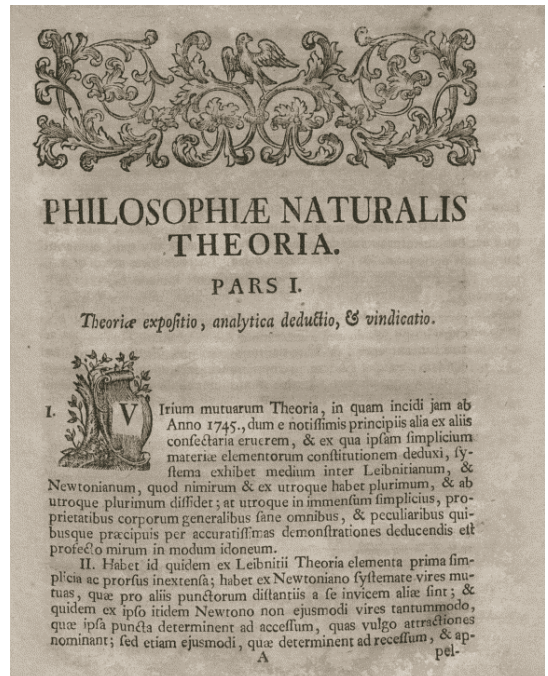 PHILOSOPHIÆ NATURALIS
THEORIA.
PARS I.
Theoriæ expoſitio, analytica deductio, & vindicatio.
I. VIrium mutuarum Theoria, in quam incidi jam ab
Anno 1745., dum e notiſſimis principiis alia ex aliis
conſectaria eruerem, & ex qua ipſam ſimplicium
materiæ elementorum conſtitutionem deduxi, ſy-
ſtema exhibet medium inter Leibnitianum, &
Newtonianum, quod nimirum & ex utroque habet plurimum, & ab
utroque plurimum diſſidet; at utroque in immenſum ſimplicius, pro-
prietatibus corporum generalibus ſane omnibus, & peculiaribus qui-
buſque præcipuis per accuratiſſimas demonſtrationes deducendis eſt
profecto mirum in modum idoneum.
II. Habet id quidem ex Leibnitii Theoria elementa prima ſim-
plicia ac prorſus inextenſa; habet ex Newtoniano ſyſtemate vires mu-
tuas, quæ pro aliis punctorum diſtantiis a ſe invicem aliæ ſint; &
quidem ex ipſo itidem Newtono non ejuſmodi vires tantummodo,
quæ ipſa puncta determinent ad acceſſum, quas vulgo attractiones
nominant; ſed etiam ejuſmodi, quæ determinent ad receſſum, & ap-
A
pel-